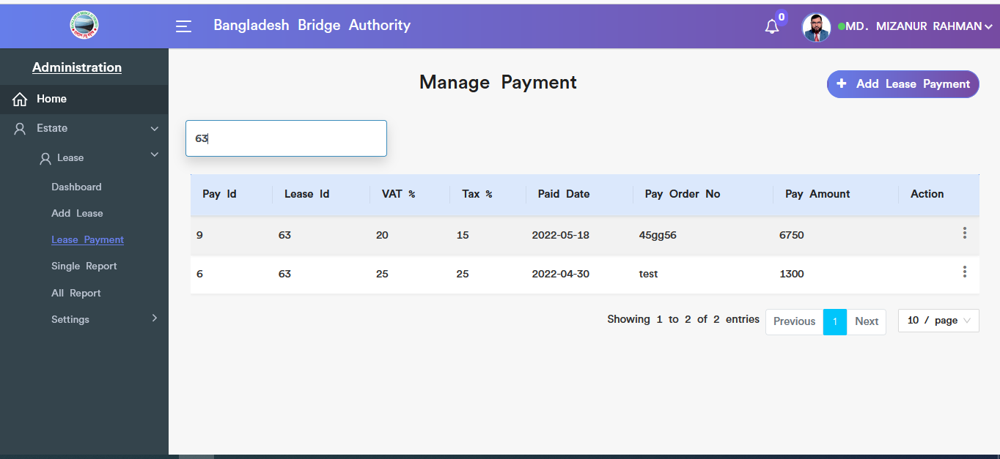 Bangladesh Bridge Authority
0
MD. MIZANUR RAHMAN
Administration
Home
Estate
Lease
Dashboard
Add Lease
Lease Payment
Single Report
All Report
Settings
Manage Payment
+ Add Lease Payment
63
Pay Id Lease Id VAT % Tax % Paid Date Pay Order No Pay Amount Action
9 63 20 15 2022-05-18 45gg56 6750
6 63 25 25 2022-04-30 test 1300
Showing 1 to 2 of 2 entries Previous 1 Next 10 / page